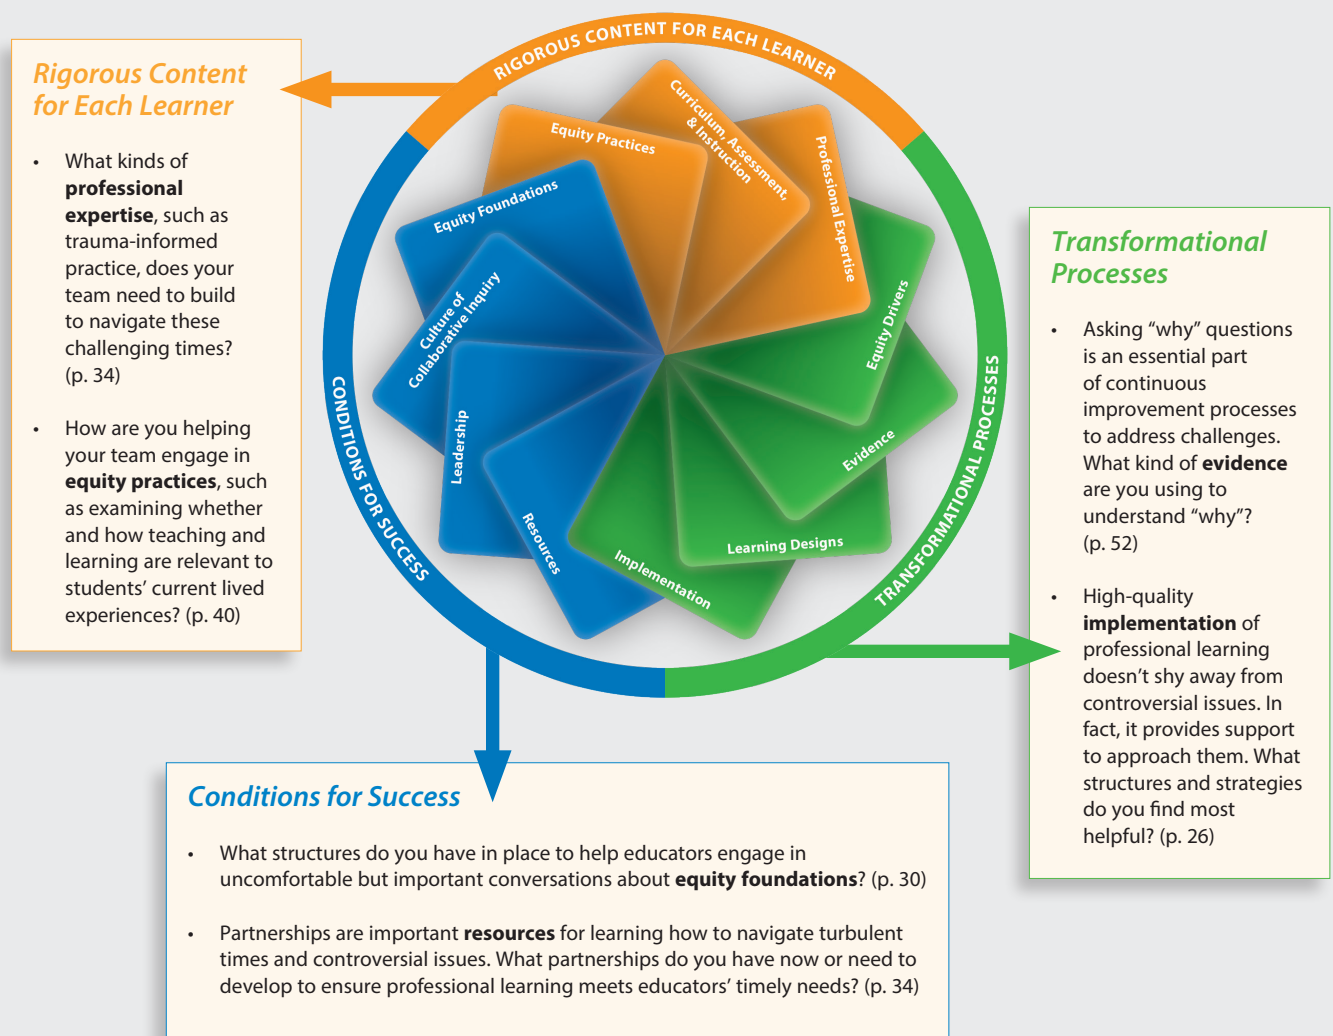 RIGOROUS CONTENT FOR EACH LEARNER
TRANSFORMATIONAL PROCESSES
CONDITIONS FOR SUCCESS
Equity Practices
Curriculum, Assessment,
& Instruction
Professional Expertise
Equity Drivers
Evidence
Learning Designs
Implementation
Resources
Leadership
Culture of
Collaborative Inquiry
Equity Foundations
Rigorous Content
for Each Learner
• What kinds of
professional
expertise, such as
trauma-informed
practice, does your
team need to build
to navigate these
challenging times?
(p. 34)
• How are you helping
your team engage in
equity practices, such
as examining whether
and how teaching and
learning are relevant to
students’ current lived
experiences? (p. 40)
Transformational
Processes
• Asking “why” questions
is an essential part
of continuous
improvement processes
to address challenges.
What kind of evidence
are you using to
understand “why”?
(p. 52)
• High-quality
implementation of
professional learning
doesn’t shy away from
controversial issues. In
fact, it provides support
to approach them. What
structures and strategies
do you find most
helpful? (p. 26)
Conditions for Success
• What structures do you have in place to help educators engage in
uncomfortable but important conversations about equity foundations? (p. 30)
• Partnerships are important resources for learning how to navigate turbulent
times and controversial issues. What partnerships do you have now or need to
develop to ensure professional learning meets educators’ timely needs? (p. 34)